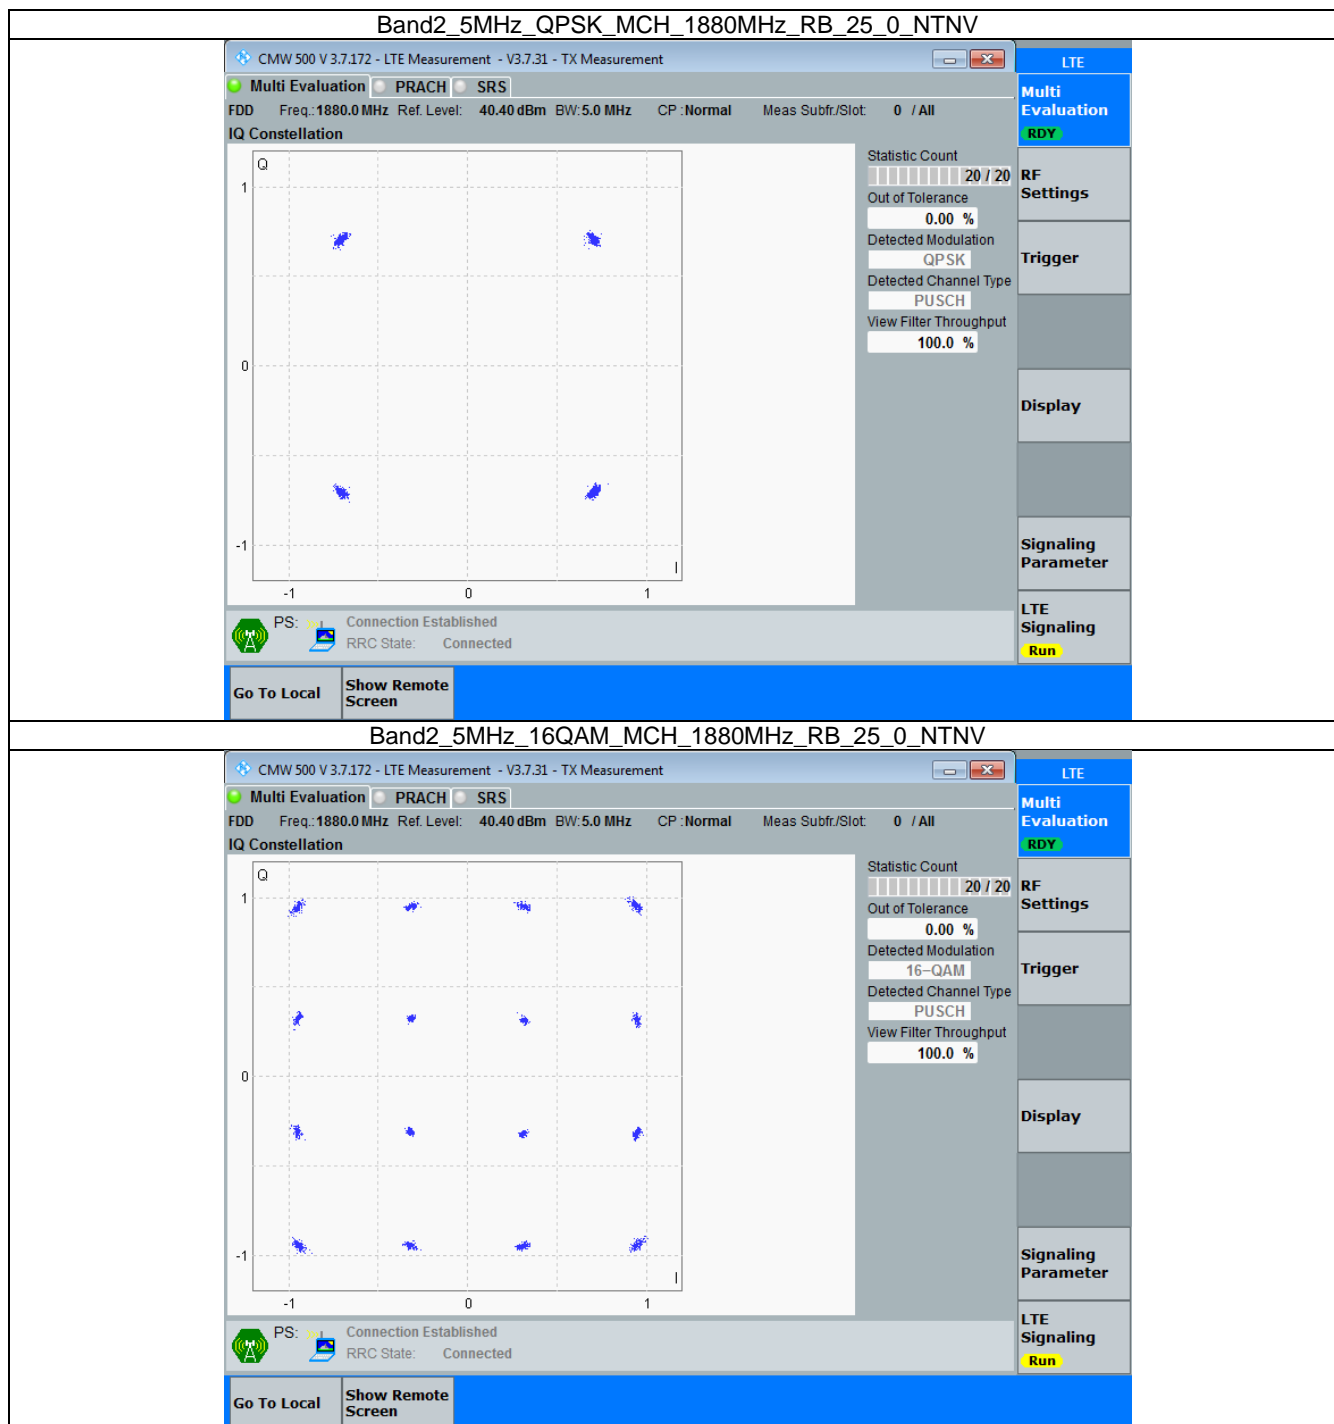 Band2_5MHz_QPSK_MCH_1880MHz_RB_25_0_NTNV
CMW 500 V 3.7.172 - LTE Measurement - V3.7.31 - TX Measurement
LTE
Multi Evaluation PRACH SRS
Multi
Evaluation
RDY
FDD Freq.:1880.0 MHz Ref. Level: 40.40 dBm BW:5.0 MHz CP :Normal Meas Subfr./Slot: 0 / All
IQ Constellation
Q
1
0
-1
I
-1 0 1
Statistic Count
20 / 20
Out of Tolerance
0.00 %
Detected Modulation
QPSK
Detected Channel Type
PUSCH
View Filter Throughput
100.0 %
RF
Settings
Trigger
Display
Signaling
Parameter
LTE
Signaling
Run
PS: Connection Established
RRC State: Connected
Go To Local
Show Remote
Screen
Band2_5MHz_16QAM_MCH_1880MHz_RB_25_0_NTNV
CMW 500 V 3.7.172 - LTE Measurement - V3.7.31 - TX Measurement
LTE
Multi Evaluation PRACH SRS
Multi
Evaluation
RDY
FDD Freq.:1880.0 MHz Ref. Level: 40.40 dBm BW:5.0 MHz CP :Normal Meas Subfr./Slot: 0 / All
IQ Constellation
Q
1
0
-1
I
-1 0 1
Statistic Count
20 / 20
Out of Tolerance
0.00 %
Detected Modulation
16-QAM
Detected Channel Type
PUSCH
View Filter Throughput
100.0 %
RF
Settings
Trigger
Display
Signaling
Parameter
LTE
Signaling
Run
PS: Connection Established
RRC State: Connected
Go To Local
Show Remote
Screen